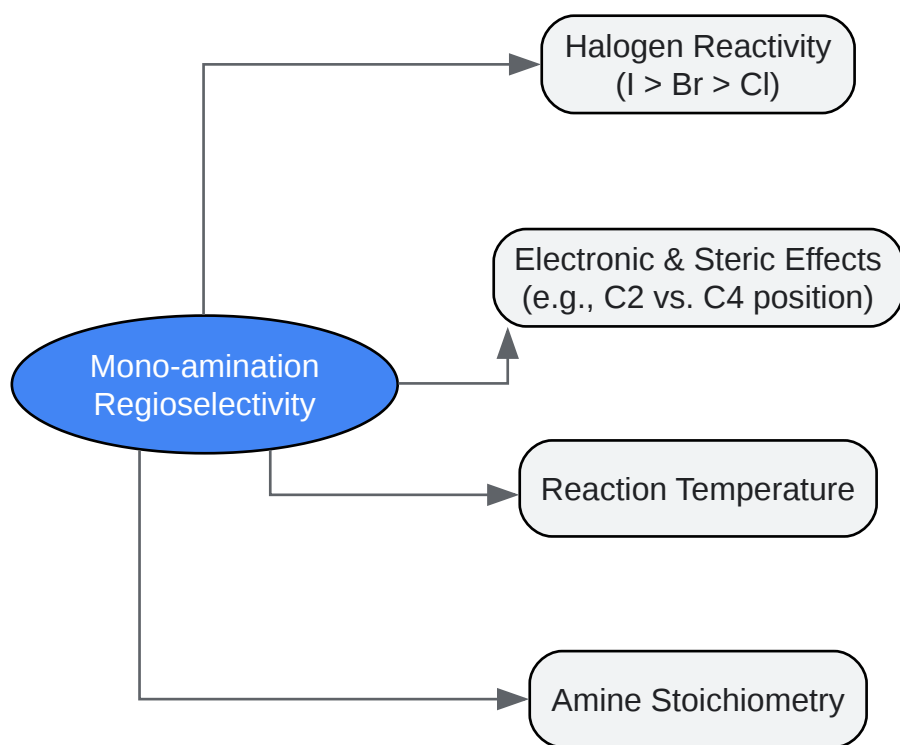 Halogen Reactivity
(I > Br > Cl)
Electronic & Steric Effects
(e.g., C2 vs. C4 position)
Mono-amination
Regioselectivity
Reaction Temperature
Amine Stoichiometry